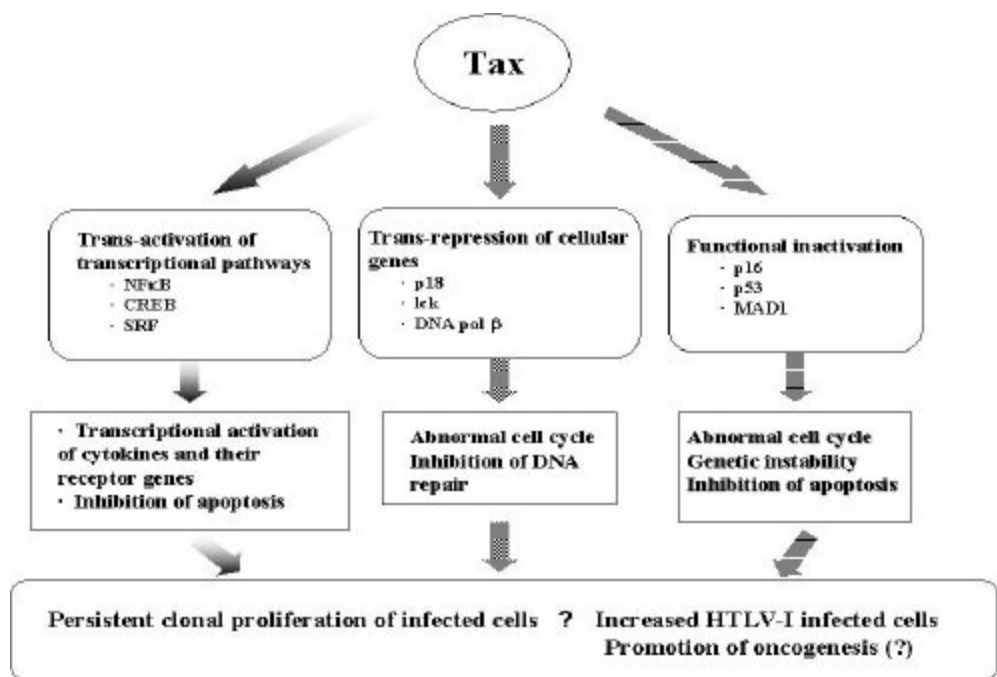 Tax
Trans-activation of
transcriptional pathways
· NFκB
· CREB
· SRF
Trans-repression of cellular
genes
· p18
· lck
· DNA pol β
Functional inactivation
· p16
· p53
· MAD1
· Transcriptional activation
of cytokines and their
receptor genes
· Inhibition of apoptosis
Abnormal cell cycle
Inhibition of DNA
repair
Abnormal cell cycle
Genetic instability
Inhibition of apoptosis
Persistent clonal proliferation of infected cells ? Increased HTLV-I infected cells
Promotion of oncogenesis (?)